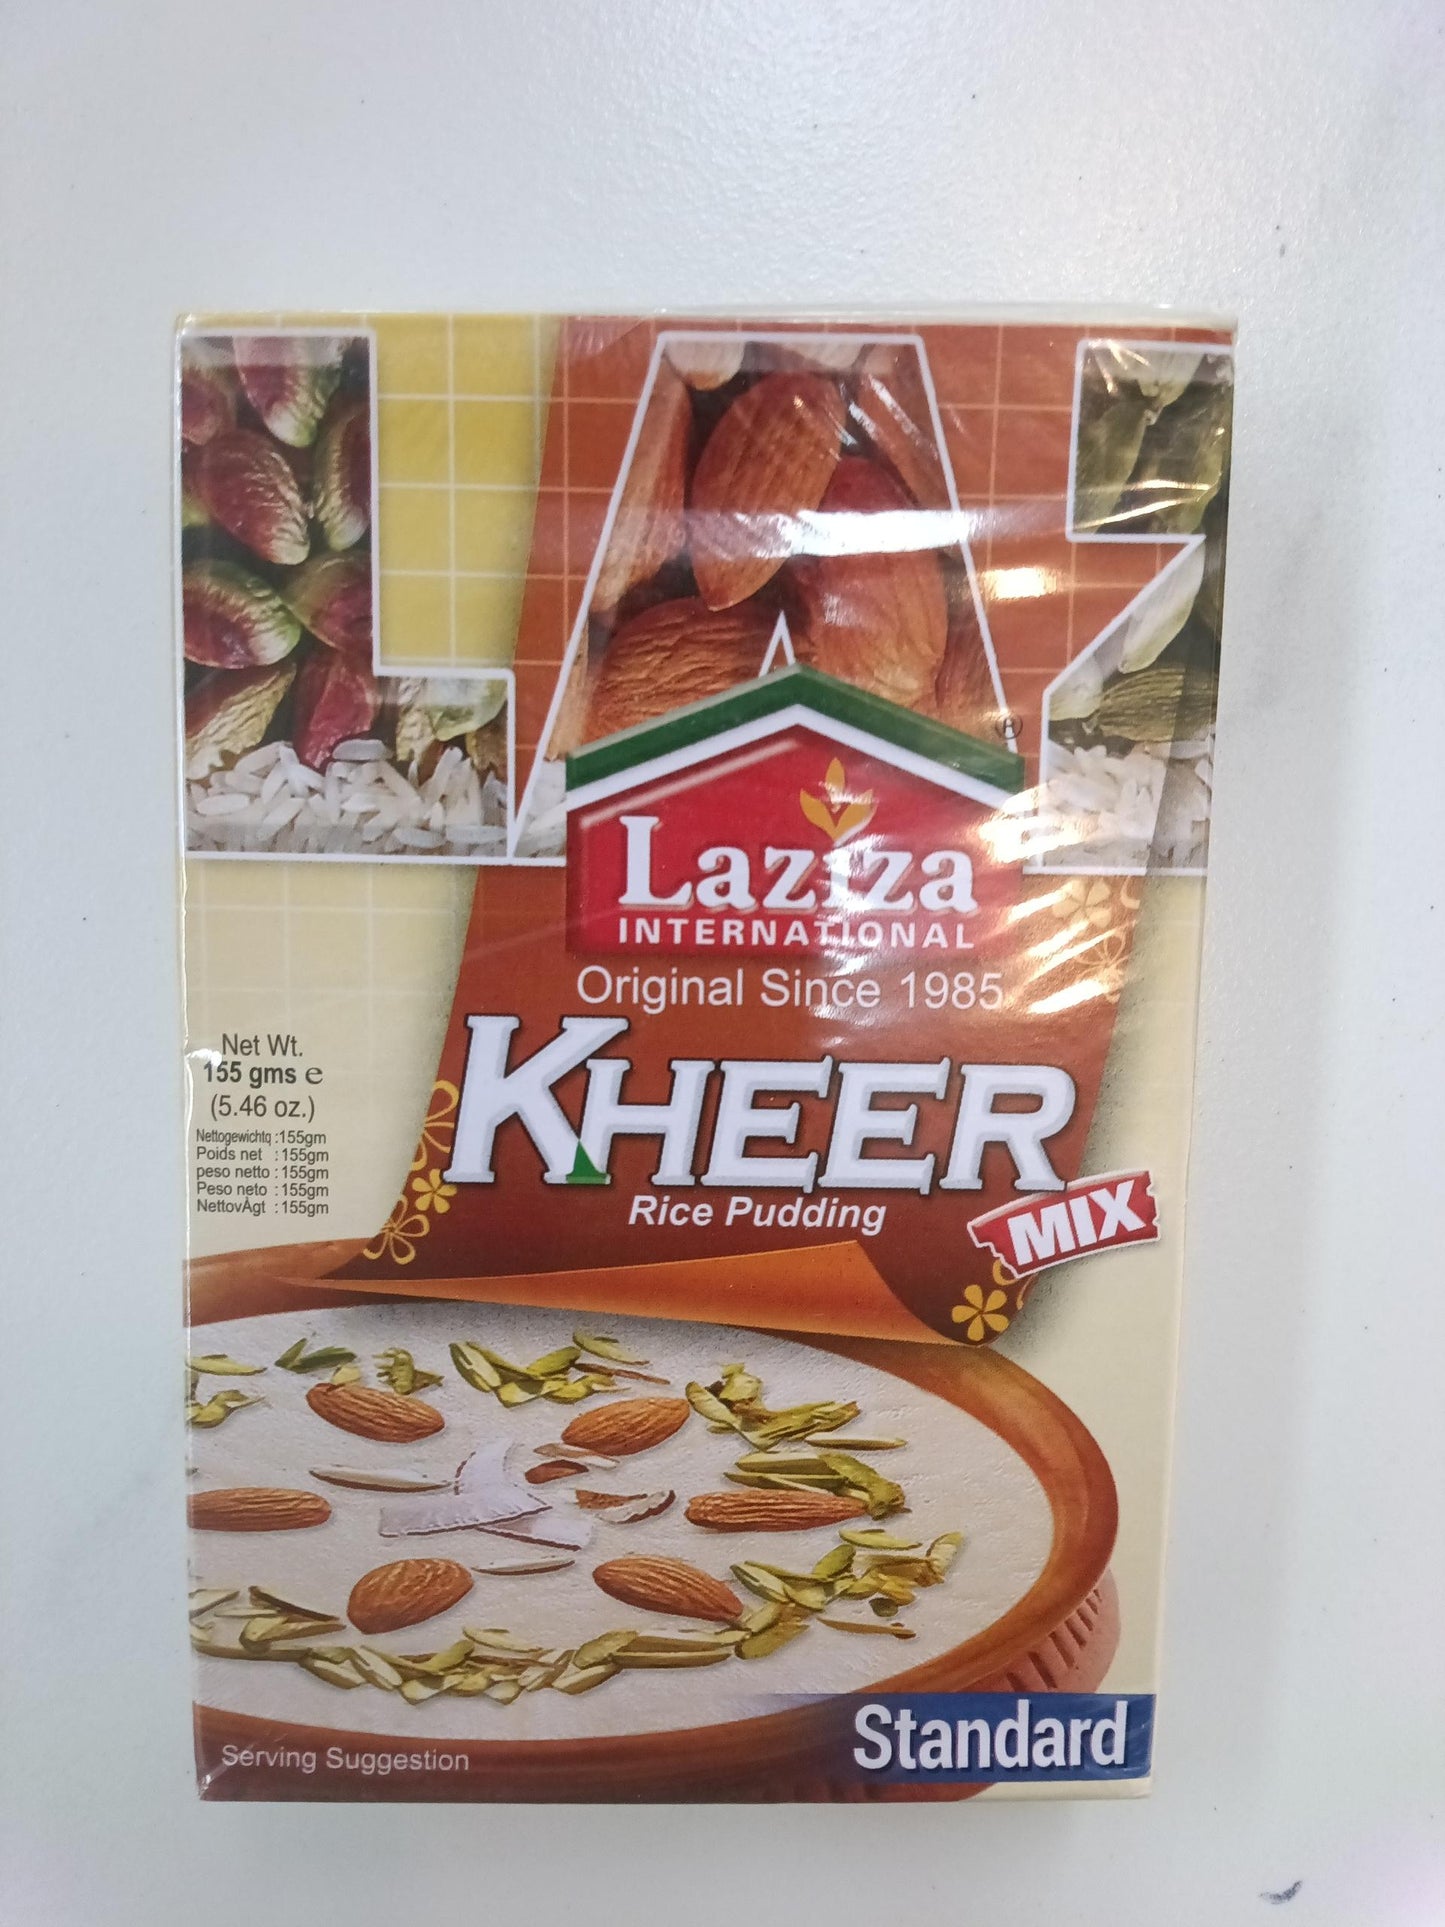 LAZ
®
Laziza
INTERNATIONAL
Original Since 1985
KHEER
Rice Pudding
MIX
Net Wt.
155 gms e
(5.46 oz.)
Nettogewichtq :155gm
Poids net :155gm
peso netto :155gm
Peso neto :155gm
NettovÅgt :155gm
Serving Suggestion
Standard